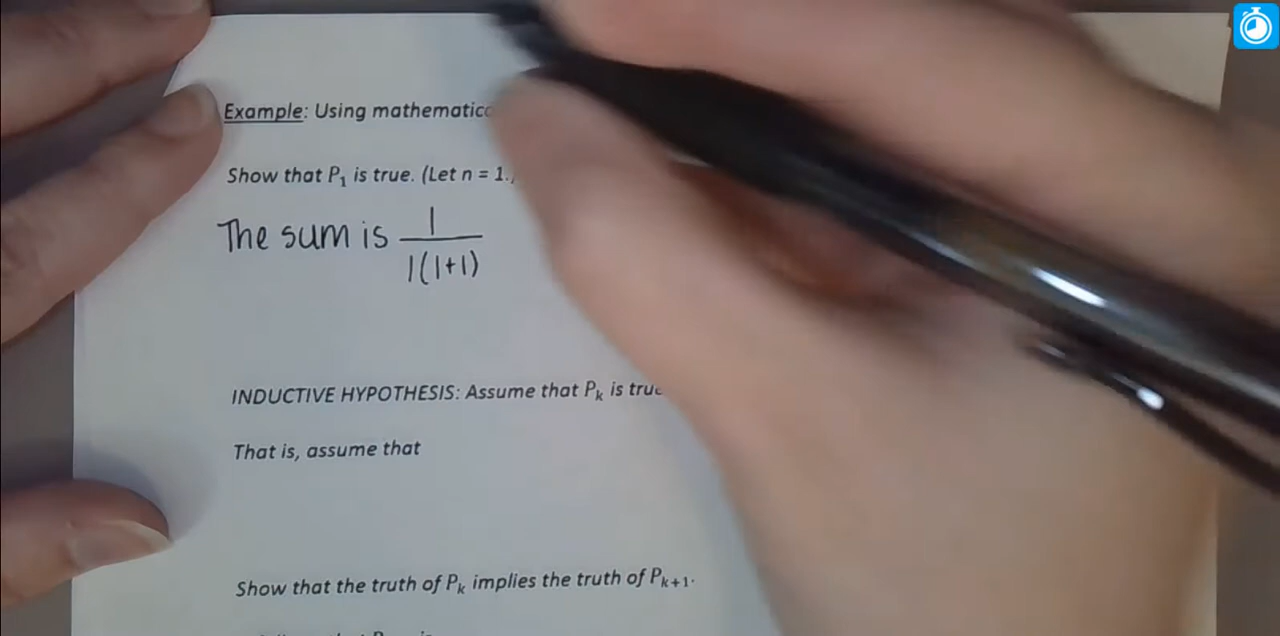 Example: Using
Show that P₁ is true. (Let n = 1.
The sum is 1/1(1+1)
INDUCTIVE HYPOTHESIS: Assume that Pₖ is
That is, assume that
Show that the truth of Pₖ implies the truth of Pₖ₊₁.